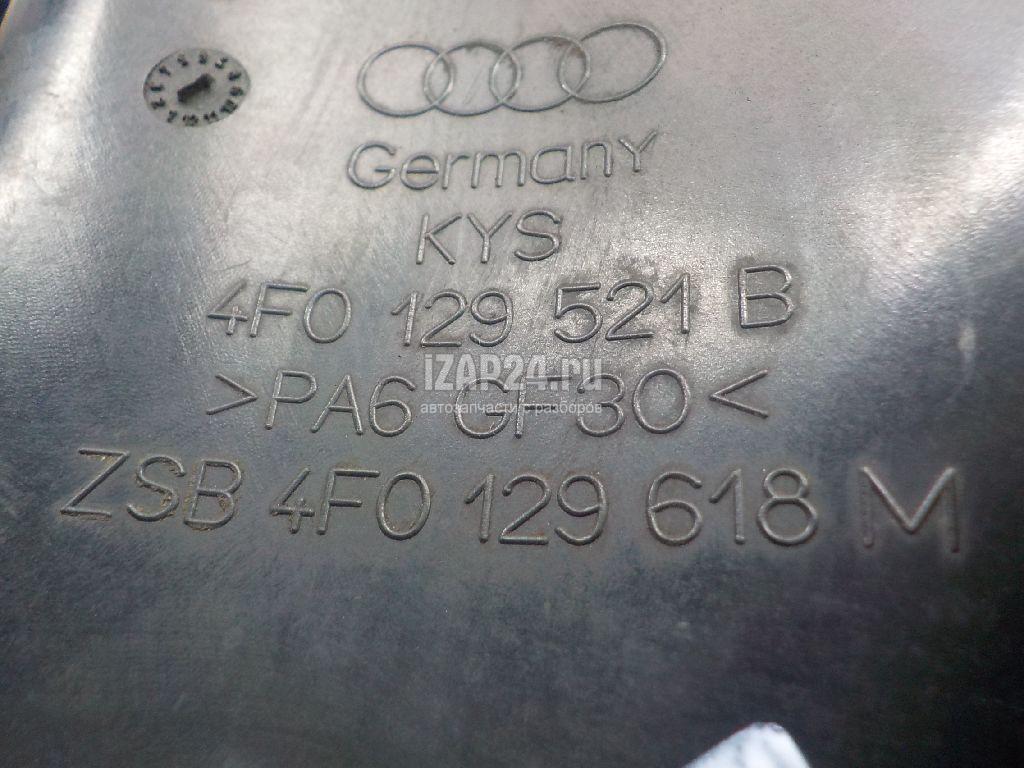 Germany
KYS
4F0 129 521 B
iZAP24.ru
>PA6 GF30<
автозапчасти с разборов
ZSB 4F0 129 618 M